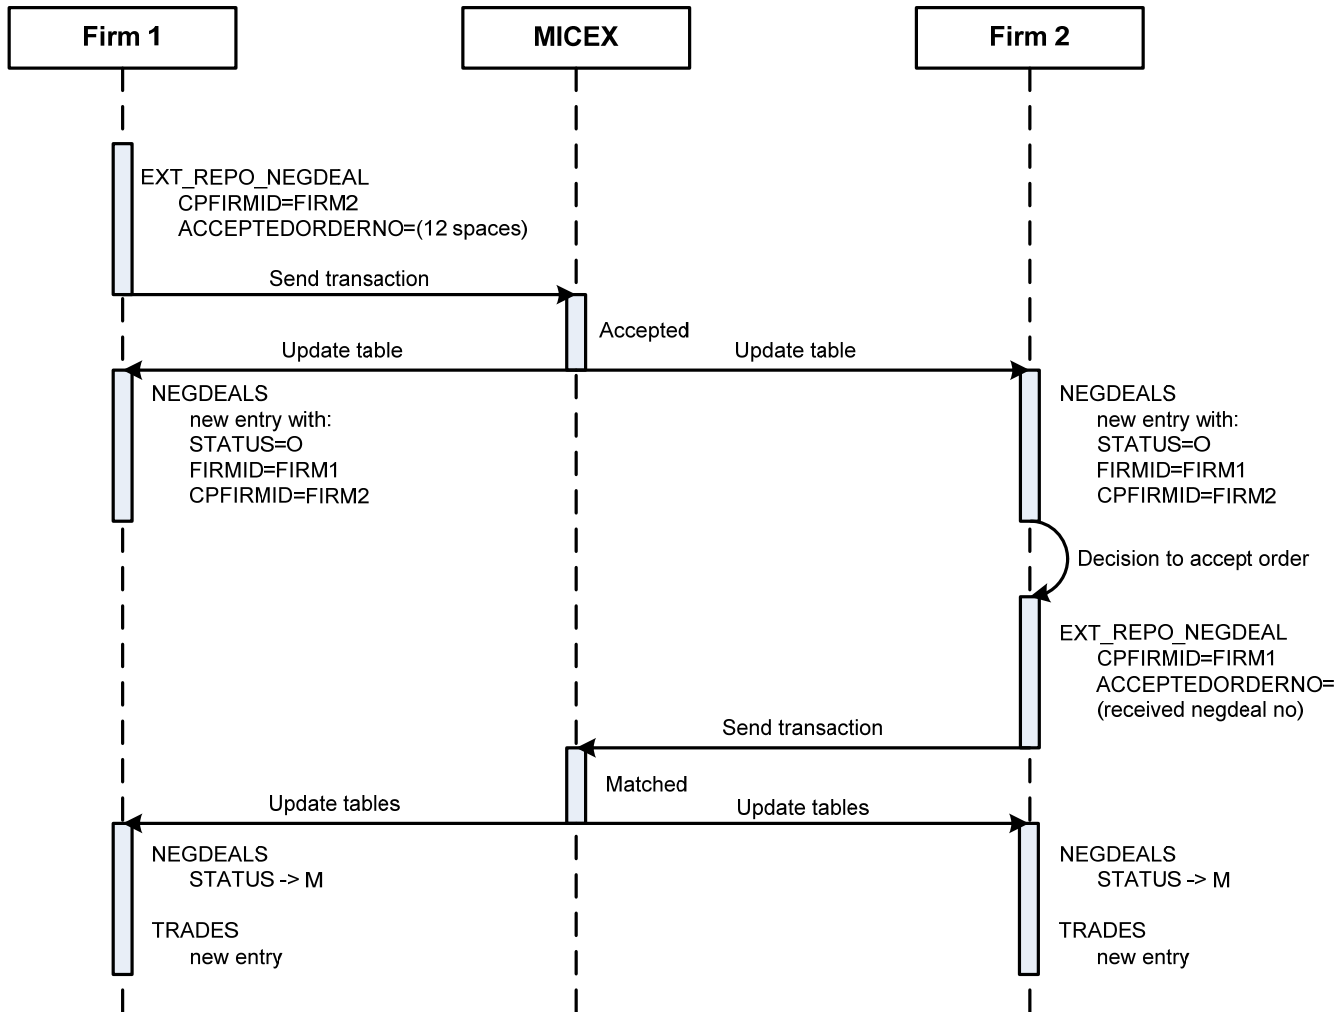 Firm 1
MICEX
Firm 2
EXT_REPO_NEGDEAL
CPFIRMID=FIRM2
ACCEPTEDORDERNO=(12 spaces)
Send transaction
Accepted
Update table
Update table
NEGDEALS
new entry with:
STATUS=O
FIRMID=FIRM1
CPFIRMID=FIRM2
NEGDEALS
new entry with:
STATUS=O
FIRMID=FIRM1
CPFIRMID=FIRM2
Decision to accept order
EXT_REPO_NEGDEAL
CPFIRMID=FIRM1
ACCEPTEDORDERNO=
(received negdeal no)
Send transaction
Matched
Update tables
Update tables
NEGDEALS
STATUS -> M
TRADES
new entry
NEGDEALS
STATUS -> M
TRADES
new entry